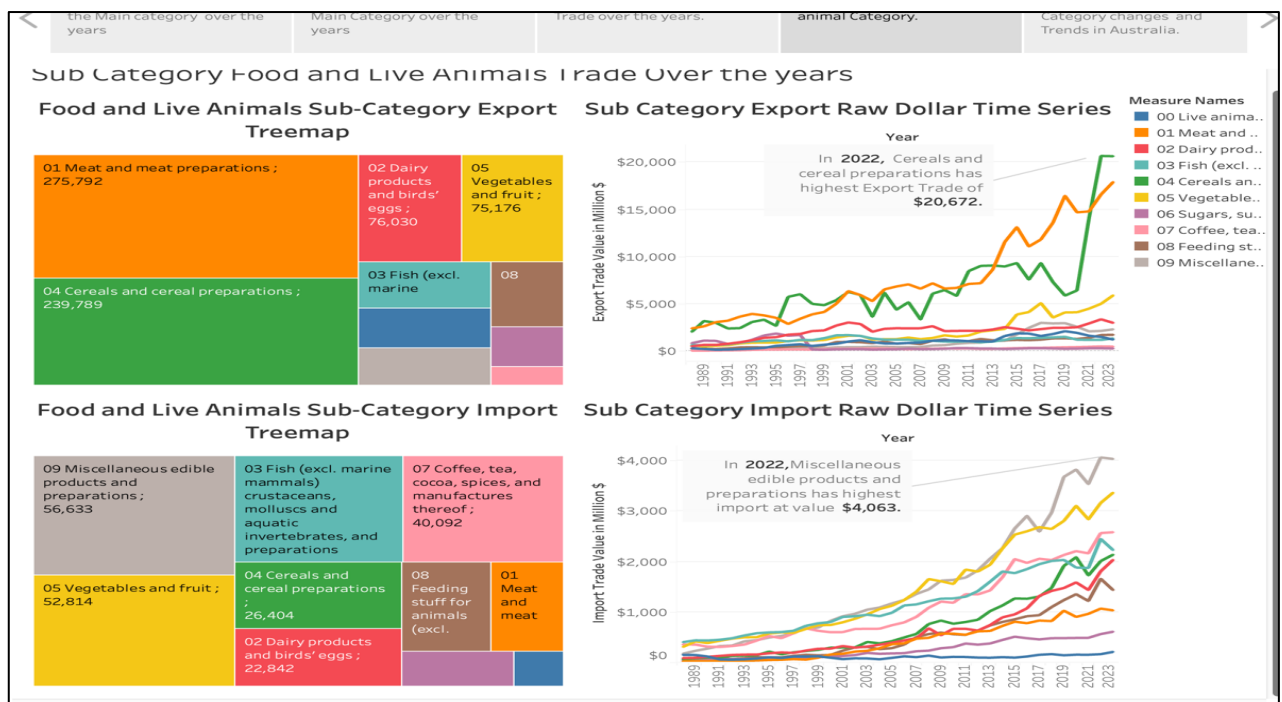 the Main category over the
years
Main Category over the
years
Trade over the years.
animal Category.
Category changes and
Trends in Australia.
Sub Category Food and Live Animals Trade Over the years
Food and Live Animals Sub-Category Export
Treemap
01 Meat and meat preparations ;
275,792
02 Dairy
products
and birds’
eggs ;
76,030
05
Vegetables
and fruit ;
75,176
03 Fish (excl.
marine
08
04 Cereals and cereal preparations ;
239,789
Sub Category Export Raw Dollar Time Series
Year
Export Trade Value in Million $
$20,000
$15,000
$10,000
$5,000
$0
In 2022, Cereals and
cereal preparations has
highest Export Trade of
$20,672.
1989
1991
1993
1995
1997
1999
2001
2003
2005
2007
2009
2011
2013
2015
2017
2019
2021
2023
Measure Names
00 Live anima..
01 Meat and ..
02 Dairy prod..
03 Fish (excl. ..
04 Cereals an..
05 Vegetable..
06 Sugars, su..
07 Coffee, tea..
08 Feeding st..
09 Miscellane..
Food and Live Animals Sub-Category Import
Treemap
09 Miscellaneous edible
products and
preparations ;
56,633
03 Fish (excl. marine
mammals)
crustaceans,
molluscs and
aquatic
invertebrates, and
preparations
07 Coffee, tea,
cocoa, spices, and
manufactures
thereof ;
40,092
05 Vegetables and fruit ;
52,814
04 Cereals and
cereal preparations
;
26,404
08
Feeding
stuff for
animals
(excl.
01
Meat
and
meat
02 Dairy products
and birds’ eggs ;
22,842
Sub Category Import Raw Dollar Time Series
Year
Import Trade Value in Million $
$4,000
$3,000
$2,000
$1,000
$0
In 2022,Miscellaneous
edible products and
preparations has highest
import at value $4,063.
1989
1991
1993
1995
1997
1999
2001
2003
2005
2007
2009
2011
2013
2015
2017
2019
2021
2023